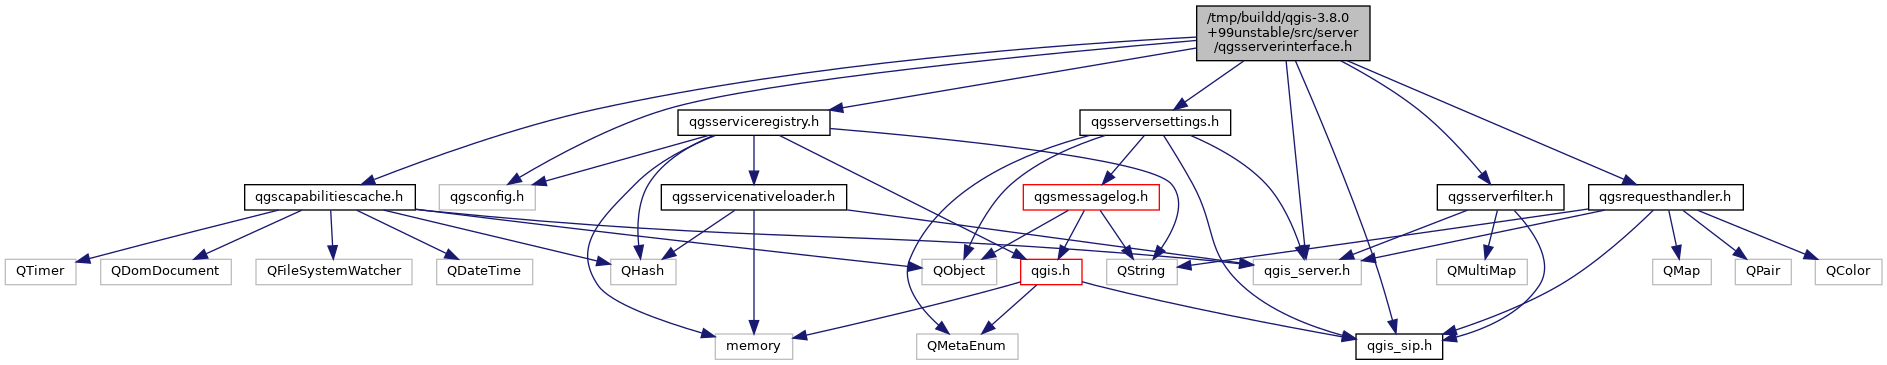 /tmp/buildd/qgis-3.8.0
+99unstable/src/server
/qgsserverinterface.h
qgsserviceregistry.h
qgsserversettings.h
qgscapabilitiescache.h
qgsconfig.h
qgsservicenativeloader.h
qgsmessagelog.h
qgsserverfilter.h
qgsrequesthandler.h
QTimer
QDomDocument
QFileSystemWatcher
QDateTime
QHash
QObject
qgis.h
QString
qgis_server.h
QMultiMap
QMap
QPair
QColor
memory
QMetaEnum
qgis_sip.h